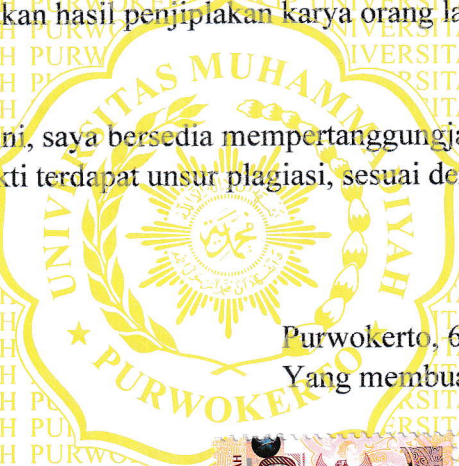 kan hasil penjiplakan karya orang la
ni, saya bersedia mempertanggungja
kti terdapat unsur plagiasi, sesuai de
UNIVERSITAS MUHAMMADIYAH
PURWOKERTO
Purwokerto, 6
Yang membua